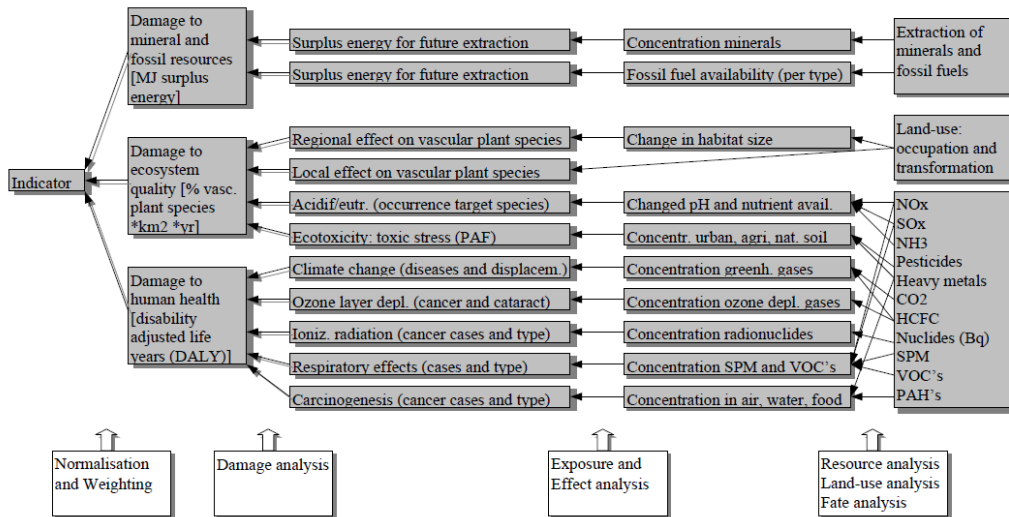 Damage to
mineral and
fossil resources
[MJ surplus
energy]
Surplus energy for future extraction
Concentration minerals
Extraction of
minerals and
fossil fuels
Surplus energy for future extraction
Fossil fuel availability (per type)
Indicator
Damage to
ecosystem
quality [% vasc.
plant species
*km2 *yr]
Regional effect on vascular plant species
Change in habitat size
Land-use:
occupation and
transformation
Local effect on vascular plant species
Acidif/eutr. (occurrence target species)
Changed pH and nutrient avail.
Ecotoxicity: toxic stress (PAF)
Concentr. urban, agri, nat. soil
Damage to
human health
[disability
adjusted life
years (DALY)]
Climate change (diseases and displacem.)
Concentration greenh. gases
Ozone layer depl. (cancer and cataract)
Concentration ozone depl. gases
Ioniz. radiation (cancer cases and type)
Concentration radionuclides
Respiratory effects (cases and type)
Concentration SPM and VOC's
Carcinogenesis (cancer cases and type)
Concentration in air, water, food
NOx
SOx
NH3
Pesticides
Heavy metals
CO2
HCFC
Nuclides (Bq)
SPM
VOC's
PAH's
Normalisation
and Weighting
Damage analysis
Exposure and
Effect analysis
Resource analysis
Land-use analysis
Fate analysis